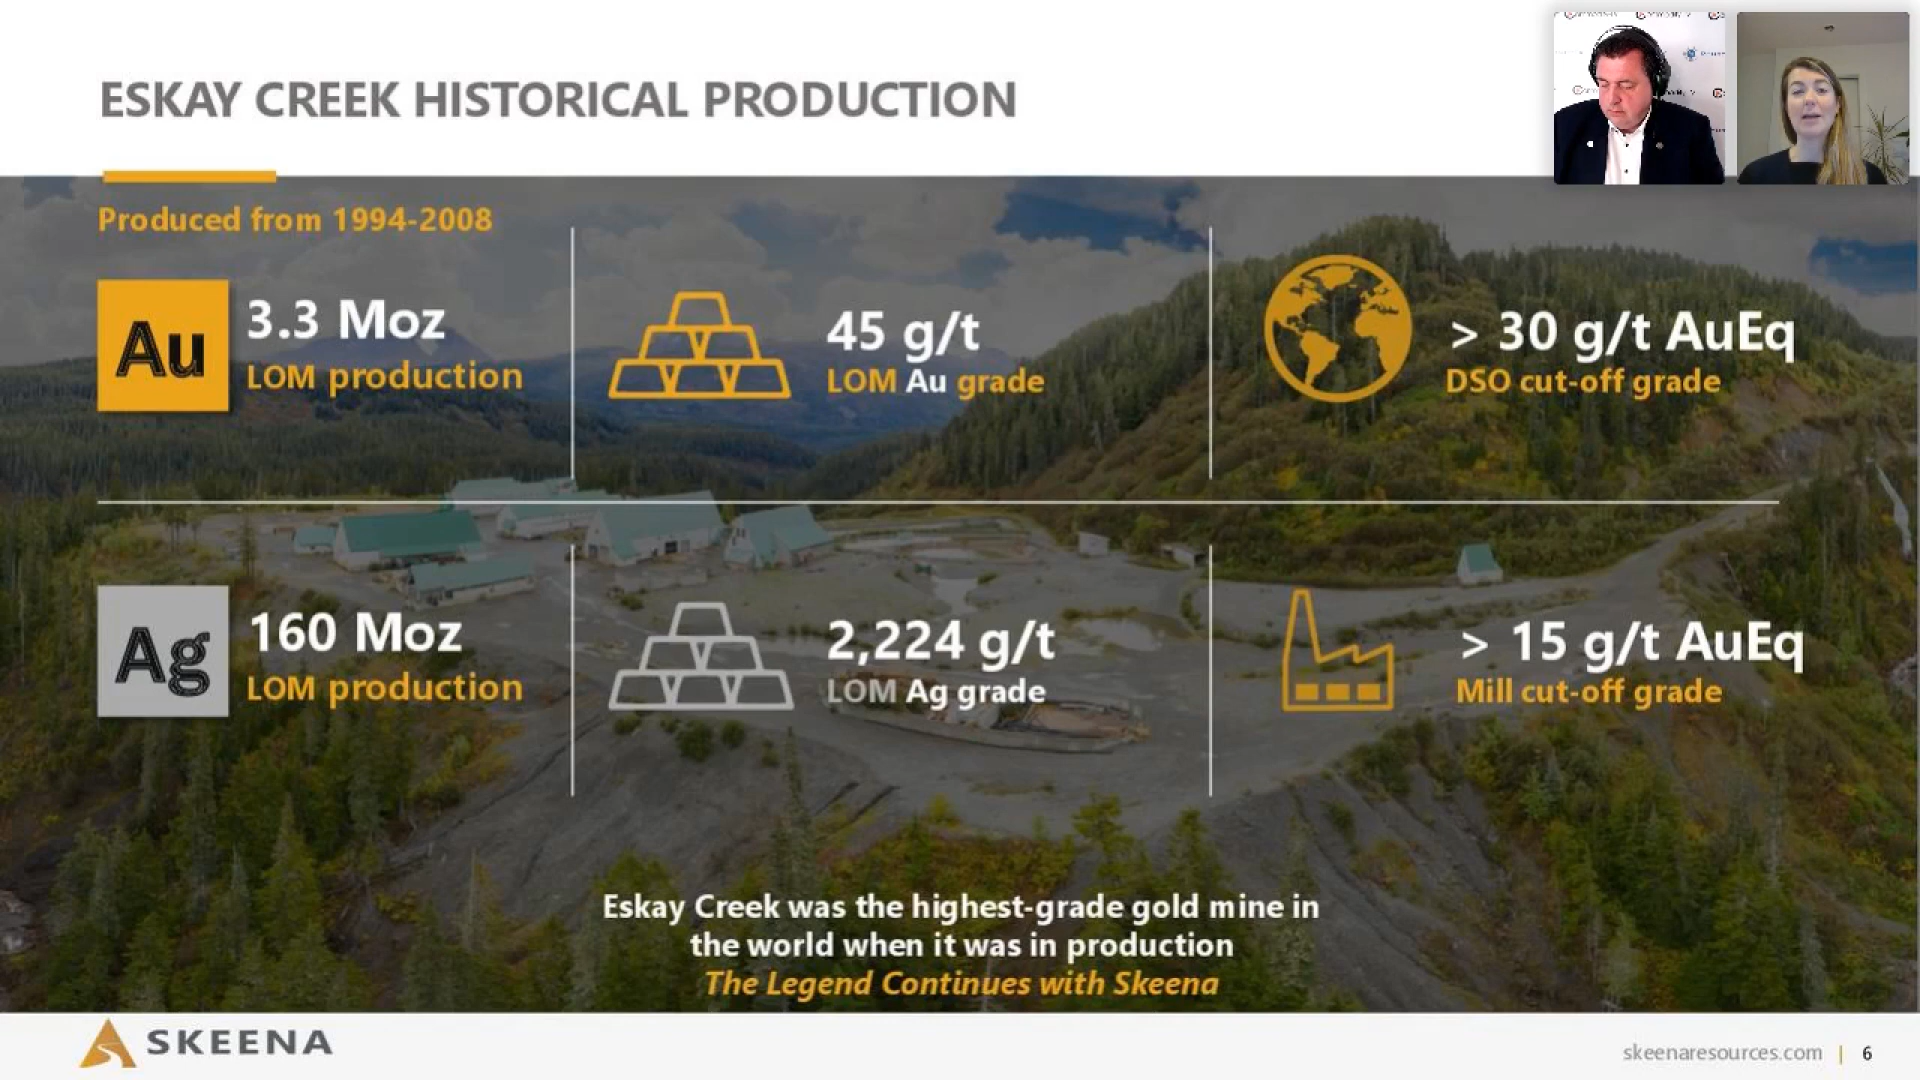 ESKAY CREEK HISTORICAL PRODUCTION
Produced from 1994-2008
Au
3.3 Moz
LOM production
45 g/t
LOM Au grade
> 30 g/t AuEq
DSO cut-off grade
Ag
160 Moz
LOM production
2,224 g/t
LOM Ag grade
> 15 g/t AuEq
Mill cut-off grade
Eskay Creek was the highest-grade gold mine in
the world when it was in production
The Legend Continues with Skeena
SKEENA
skeenaresources.com | 6